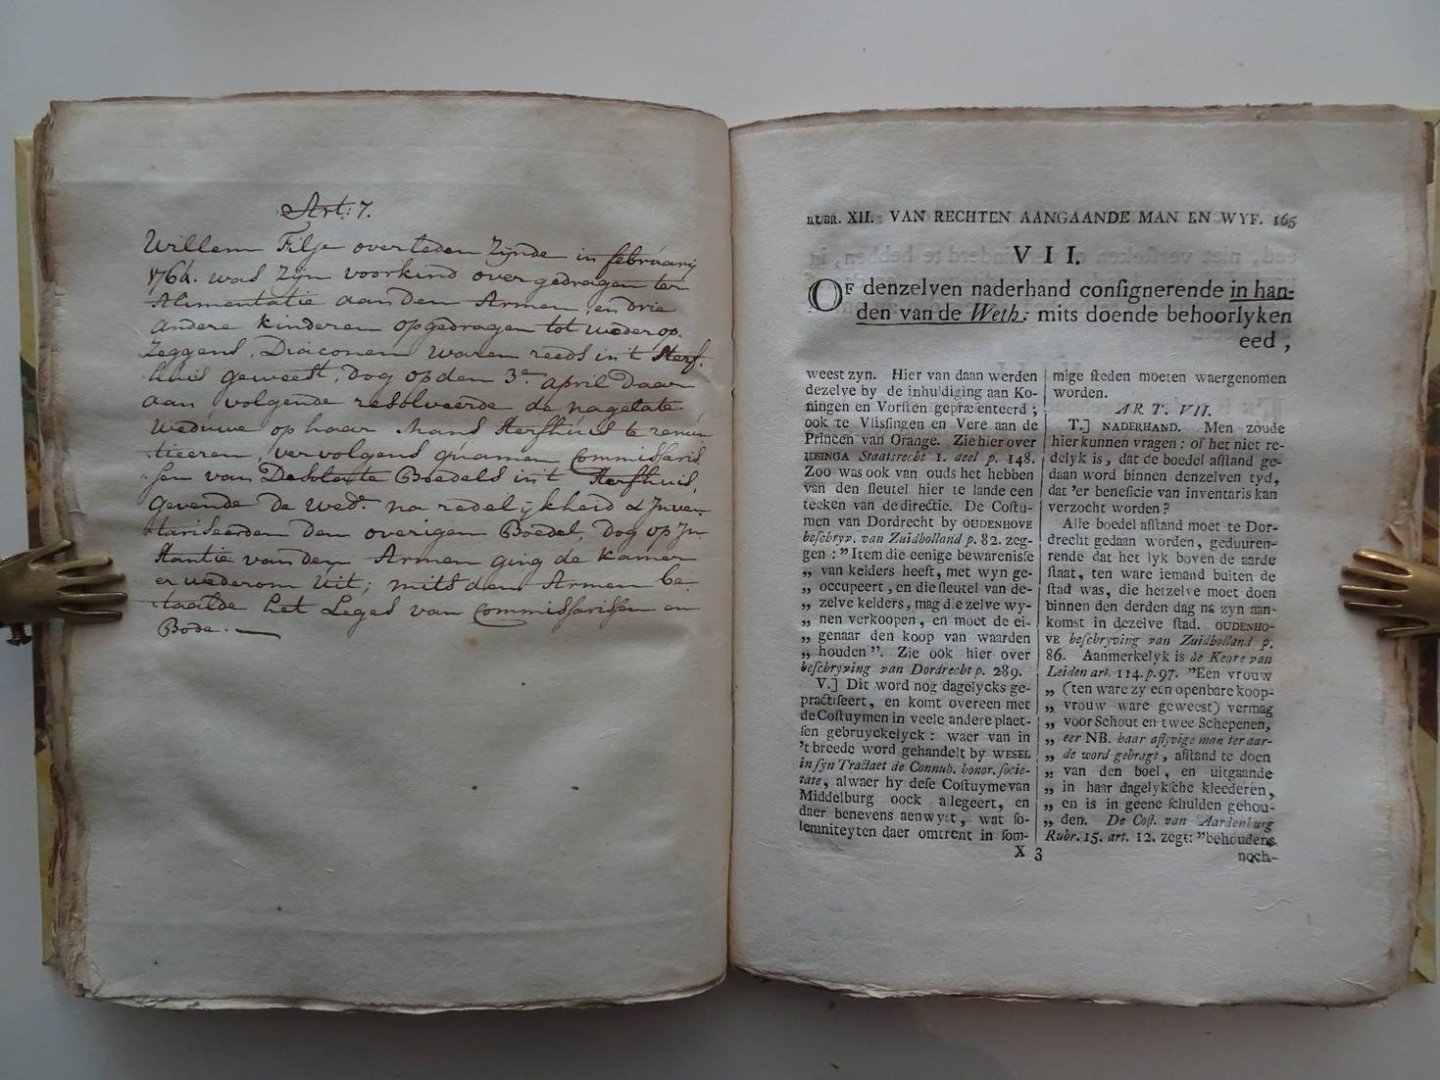 Art: 7.
Willem Filje overleden zijnde in februarij
1764. was zijn voorkind overgedragen ter
Alimentatie aan den Armen, en drie
andere kinderen opgedragen tot wederop-
zeggens, Diaconen waren reeds in 't sterf-
huis geweest, dog op den 3en april daar
aan volgende resolveerde de nagelate
weduwe op haar Mans sterfhuis te renun-
tieeren, vervolgens quamen Commissaris-
sen van Desolaate Boedels in 't sterfhuis,
gevende de wede na redelijkheid & Inven-
tariseerden den overigen Boedel, dog op In-
stantie van den Armen ging de kamer
er wederom uit; mits den Armen be-
taalde het Leges van Commissarissen en
Bode.
RUBR. XII. VAN RECHTEN AANGAANDE MAN EN WYF. 165
VII.
OF denzelven naderhand consignerende in han-
den van de Weth: mits doende behoorlyken
eed,
weest zyn. Hier van daan werden
dezelve by de inhuldiging aan Ko-
ningen en Vorsten gepræsenteerd;
ook te Vlissingen en Vere aan de
Princen van Orange. Zie hier over
IDSINGA Staatsrecht 1. deel p. 148.
Zoo was ook van ouds het hebben
van den sleutel hier te lande een
teeken van de directie. De Costu-
men van Dordrecht by OUDENHOVE
beschryv. van Zuidholland p. 82. zeg-
gen: "Item die eenige bewarenisse
„ van kelders heeft, met wyn ge-
„ occupeert, en die sleutel van de-
„ zelve kelders, mag die zelve wy-
„ nen verkoopen, en moet de ei-
„ genaar den koop van waarden
„ houden". Zie ook hier over
beschryving van Dordrecht p. 289.
V.] Dit word nog dagelycks ge-
practiseert, en komt overeen met
de Costuymen in veele andere plaet-
sen gebruyckelyck: waer van in
't breede word gehandelt by WESEL
in syn Tractaet de Connub. bonor. socie-
tate, alwaer hy dese Costuyme van
Middelburg oock allegeert, en
daer benevens aenwyst, wat so-
lemniteyten daer omtrent in som-
mige steden moeten waergenomen
worden.
ART. VII.
T.] NADERHAND. Men zoude
hier kunnen vragen: of het niet re-
delyk is, dat de boedel afstand ge-
daan word binnen denzelven tyd,
dat 'er beneficie van inventaris kan
verzocht worden?
Alle boedel afstand moet te Dor-
drecht gedaan worden, geduuren-
rende dat het lyk boven de aarde
staat, ten ware iemand buiten de
stad was, die hetzelve moet doen
binnen den derden dag na zyn aan-
komst in dezelve stad. OUDENHO-
VE beschryving van Zuidholland p.
86. Aanmerkelyk is de Keure van
Leiden art. 114. p. 97. "Een vrouw
„ (ten ware zy een openbare koop-
„ vrouw ware geweest) vermag
„ voor Schout en twee Schepenen,
„ eer NB. haar aflyvige man ter aar-
„ de word gebragt, afstand te doen
„ van den boel, en uitgaande
„ in haar dagelyksche kleederen,
„ en is in geene schulden gehou-
„ den. De Cost. van Aardenburg
Rubr. 15. art. 12. zegt: "behoudens
X 3
noch-